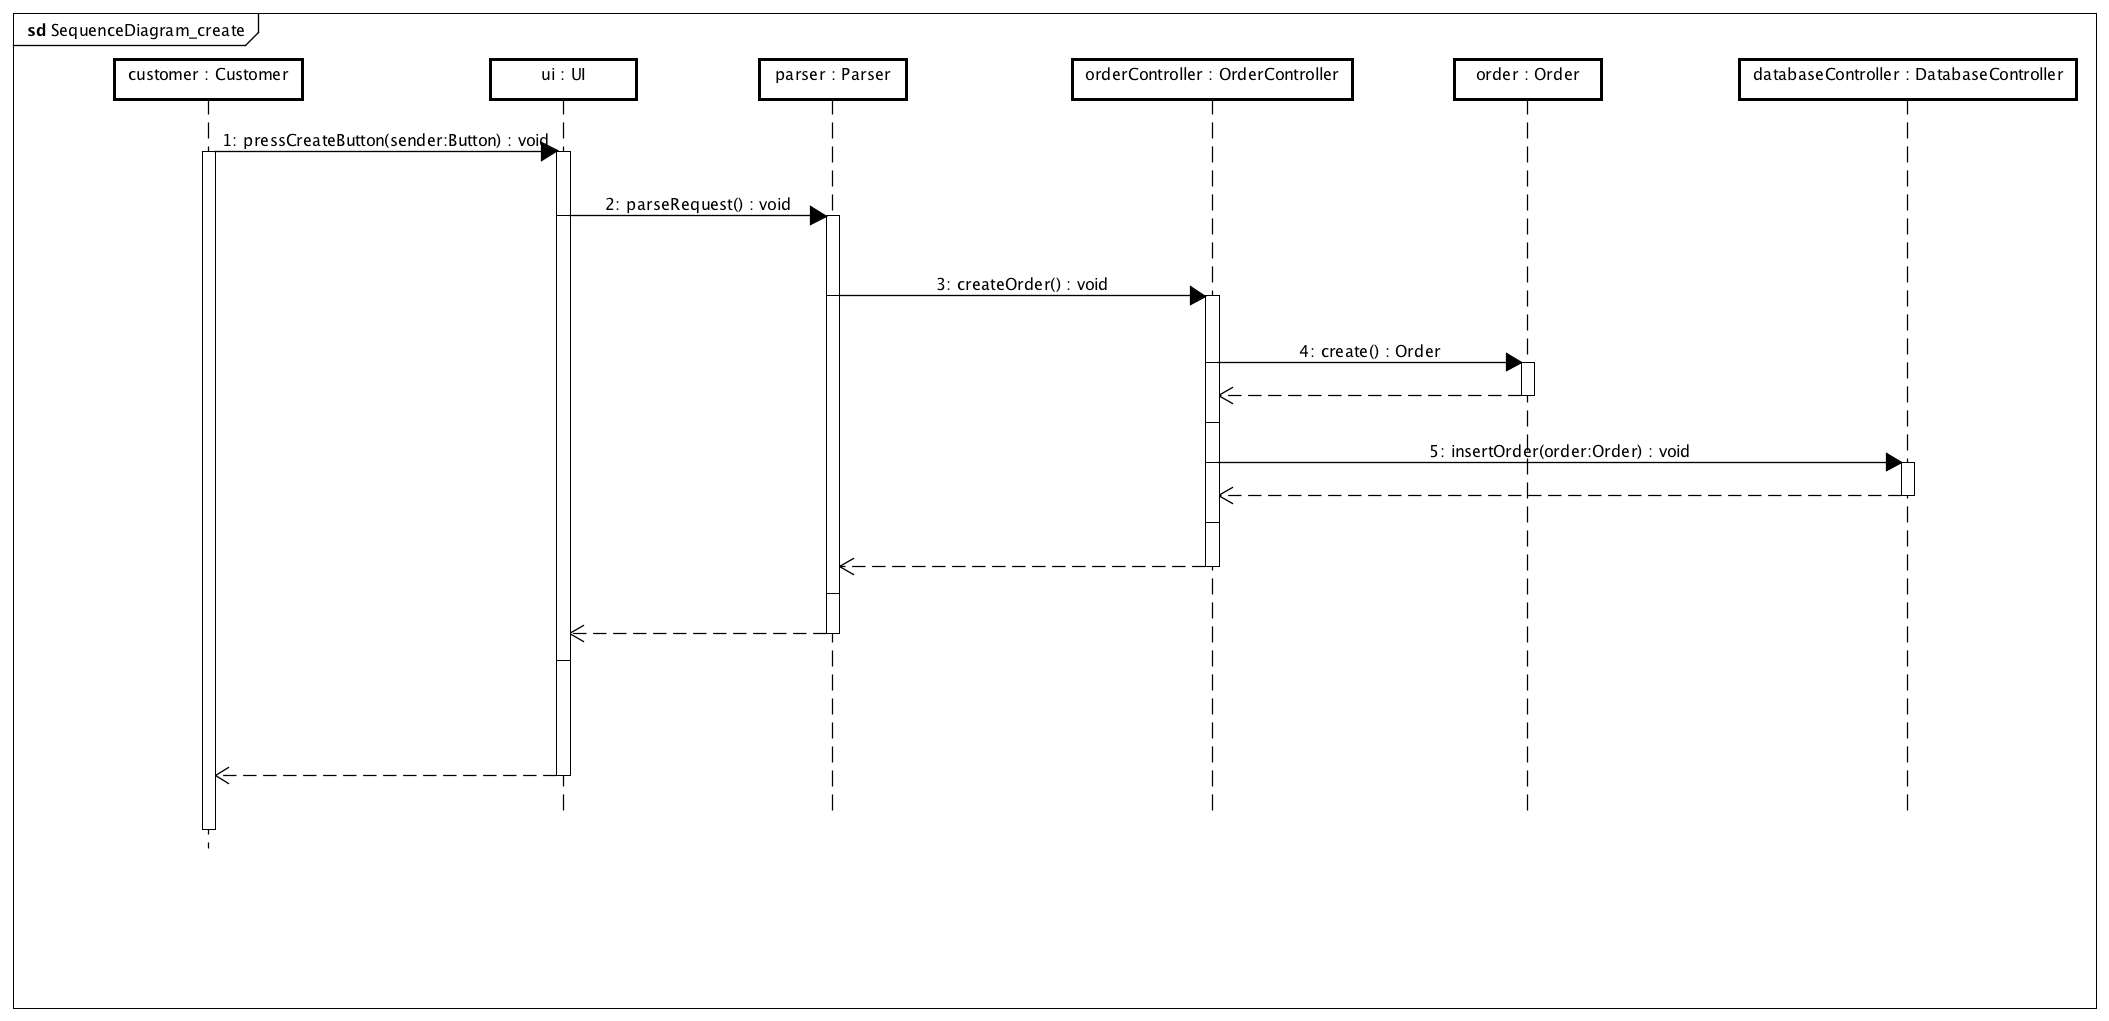 sd SequenceDiagram_create
customer : Customer
ui : UI
parser : Parser
orderController : OrderController
order : Order
databaseController : DatabaseController
1: pressCreateButton(sender:Button) : void
2: parseRequest() : void
3: createOrder() : void
4: create() : Order
5: insertOrder(order:Order) : void